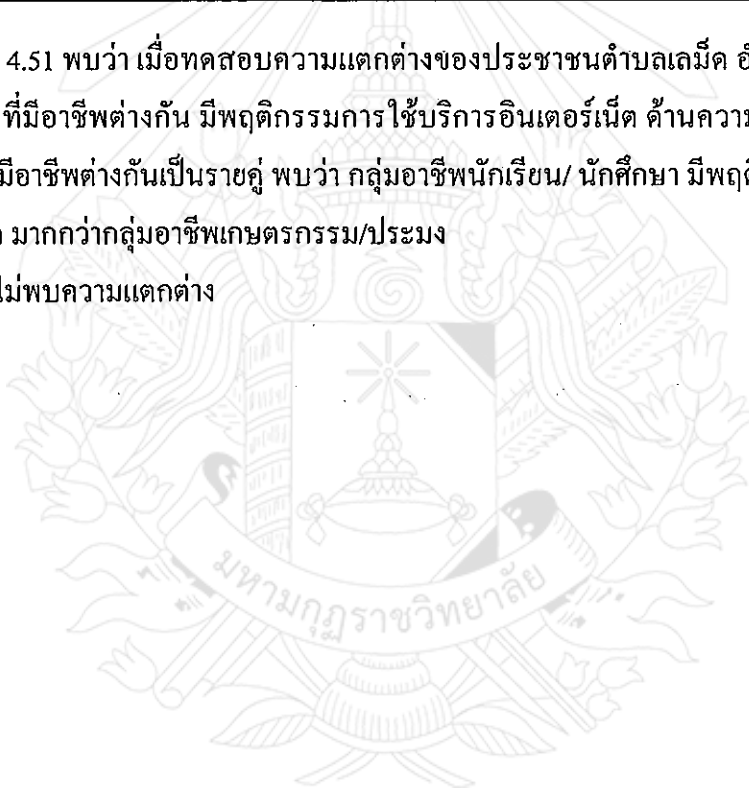 4.51 พบว่า เมื่อทดสอบความแตกต่างของประชาชนตำบลเลม็ด
ที่มีอาชีพต่างกัน มีพฤติกรรมการใช้บริการอินเตอร์เน็ต ด้านความ
มีอาชีพต่างกันเป็นรายคู่ พบว่า กลุ่มอาชีพนักเรียน/ นักศึกษา มีพฤ
มากกว่ากลุ่มอาชีพเกษตรกรรม/ประมง
ไม่พบความแตกต่าง
มหามกุฏราชวิทยาลัย